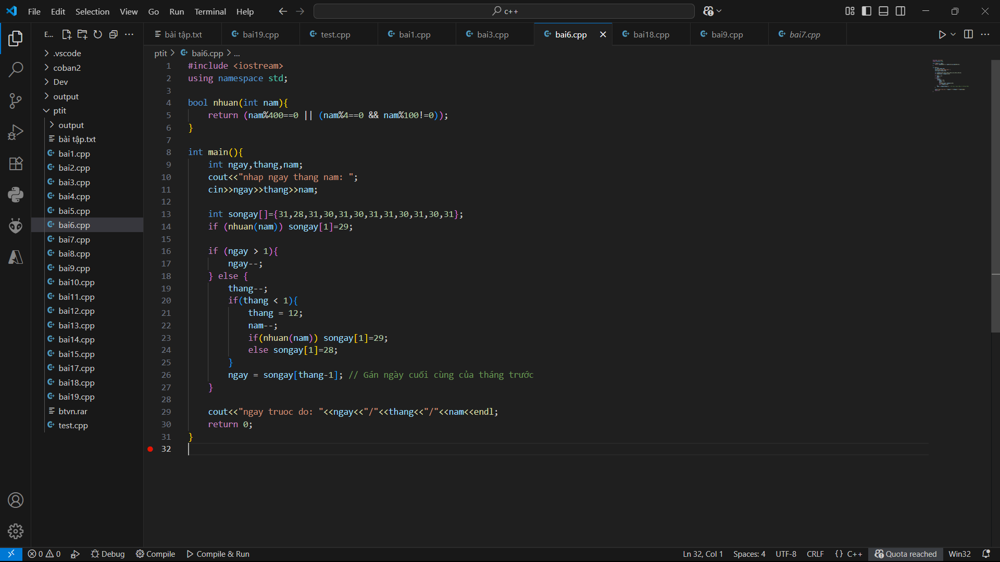 File Edit Selection View Go Run Terminal Help
c++
E...
bài tập.txt
bai19.cpp
test.cpp
bai1.cpp
bai3.cpp
bai6.cpp
bai18.cpp
bai9.cpp
bai7.cpp
.vscode
coban2
Dev
output
ptit
output
bài tập.txt
bai1.cpp
bai2.cpp
bai3.cpp
bai4.cpp
bai5.cpp
bai6.cpp
bai7.cpp
bai8.cpp
bai9.cpp
bai10.cpp
bai11.cpp
bai12.cpp
bai13.cpp
bai14.cpp
bai15.cpp
bai17.cpp
bai18.cpp
bai19.cpp
btvn.rar
test.cpp
ptit > bai6.cpp > ...
1 #include <iostream>
2 using namespace std;
3
4 bool nhuan(int nam){
5 return (nam%400==0 || (nam%4==0 && nam%100!=0));
6 }
7
8 int main(){
9 int ngay,thang,nam;
10 cout<<"nhap ngay thang nam: ";
11 cin>>ngay>>thang>>nam;
12
13 int songay[]={31,28,31,30,31,30,31,31,30,31,30,31};
14 if (nhuan(nam)) songay[1]=29;
15
16 if (ngay > 1){
17 ngay--;
18 } else {
19 thang--;
20 if(thang < 1){
21 thang = 12;
22 nam--;
23 if(nhuan(nam)) songay[1]=29;
24 else songay[1]=28;
25 }
26 ngay = songay[thang-1]; // Gán ngày cuối cùng của tháng trước
27 }
28
29 cout<<"ngay truoc do: "<<ngay<<"/"<<thang<<"/"<<nam<<endl;
30 return 0;
31 }
32
0 0 Debug Compile Compile & Run Ln 32, Col 1 Spaces: 4 UTF-8 CRLF {} C++ Quota reached Win32